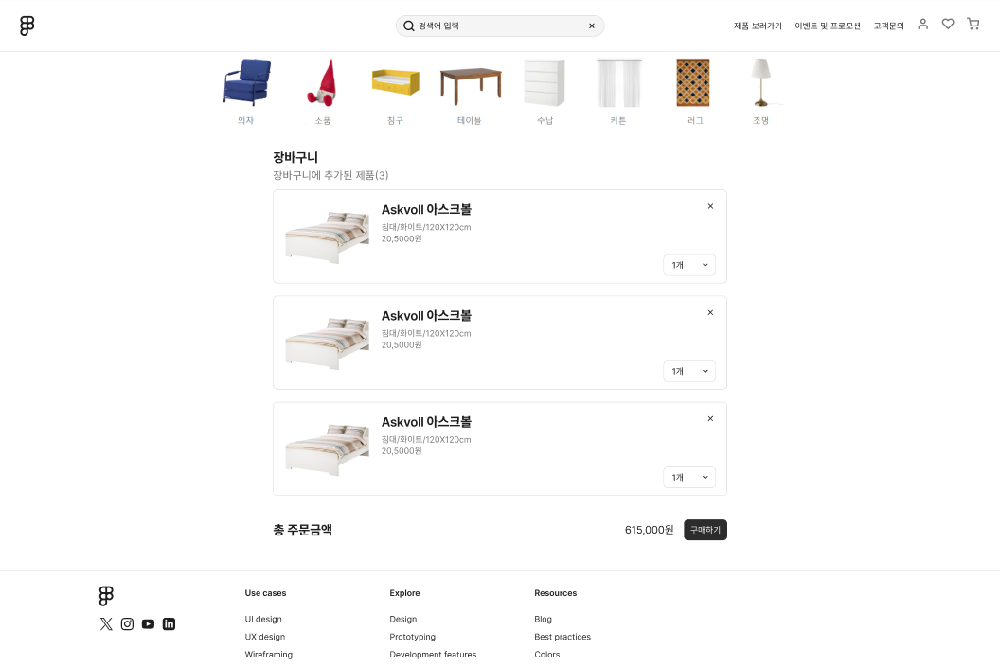 검색어 입력
제품 보러가기 이벤트 및 프로모션 고객문의
의자 소품 침구 테이블 수납 커튼 러그 조명
장바구니
장바구니에 추가된 제품(3)
Askvoll 아스크볼
침대/화이트/120X120cm
20,5000원
1개
Askvoll 아스크볼
침대/화이트/120X120cm
20,5000원
1개
Askvoll 아스크볼
침대/화이트/120X120cm
20,5000원
1개
총 주문금액 615,000원 구매하기
Use cases Explore Resources
UI design Design Blog
UX design Prototyping Best practices
Wireframing Development features Colors